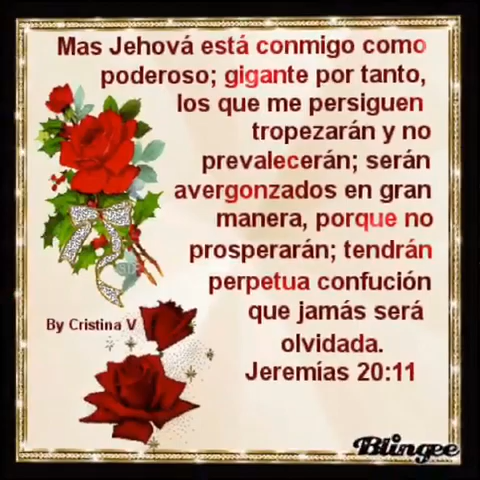 Mas Jehová está conmigo como
poderoso; gigante por tanto,
los que me persiguen
tropezarán y no
prevalecerán; serán
avergonzados en gran
manera, porque no
prosperarán; tendrán
perpetua confución
que jamás será
olvidada.
Jeremías 20:11
By Cristina V
Blingee